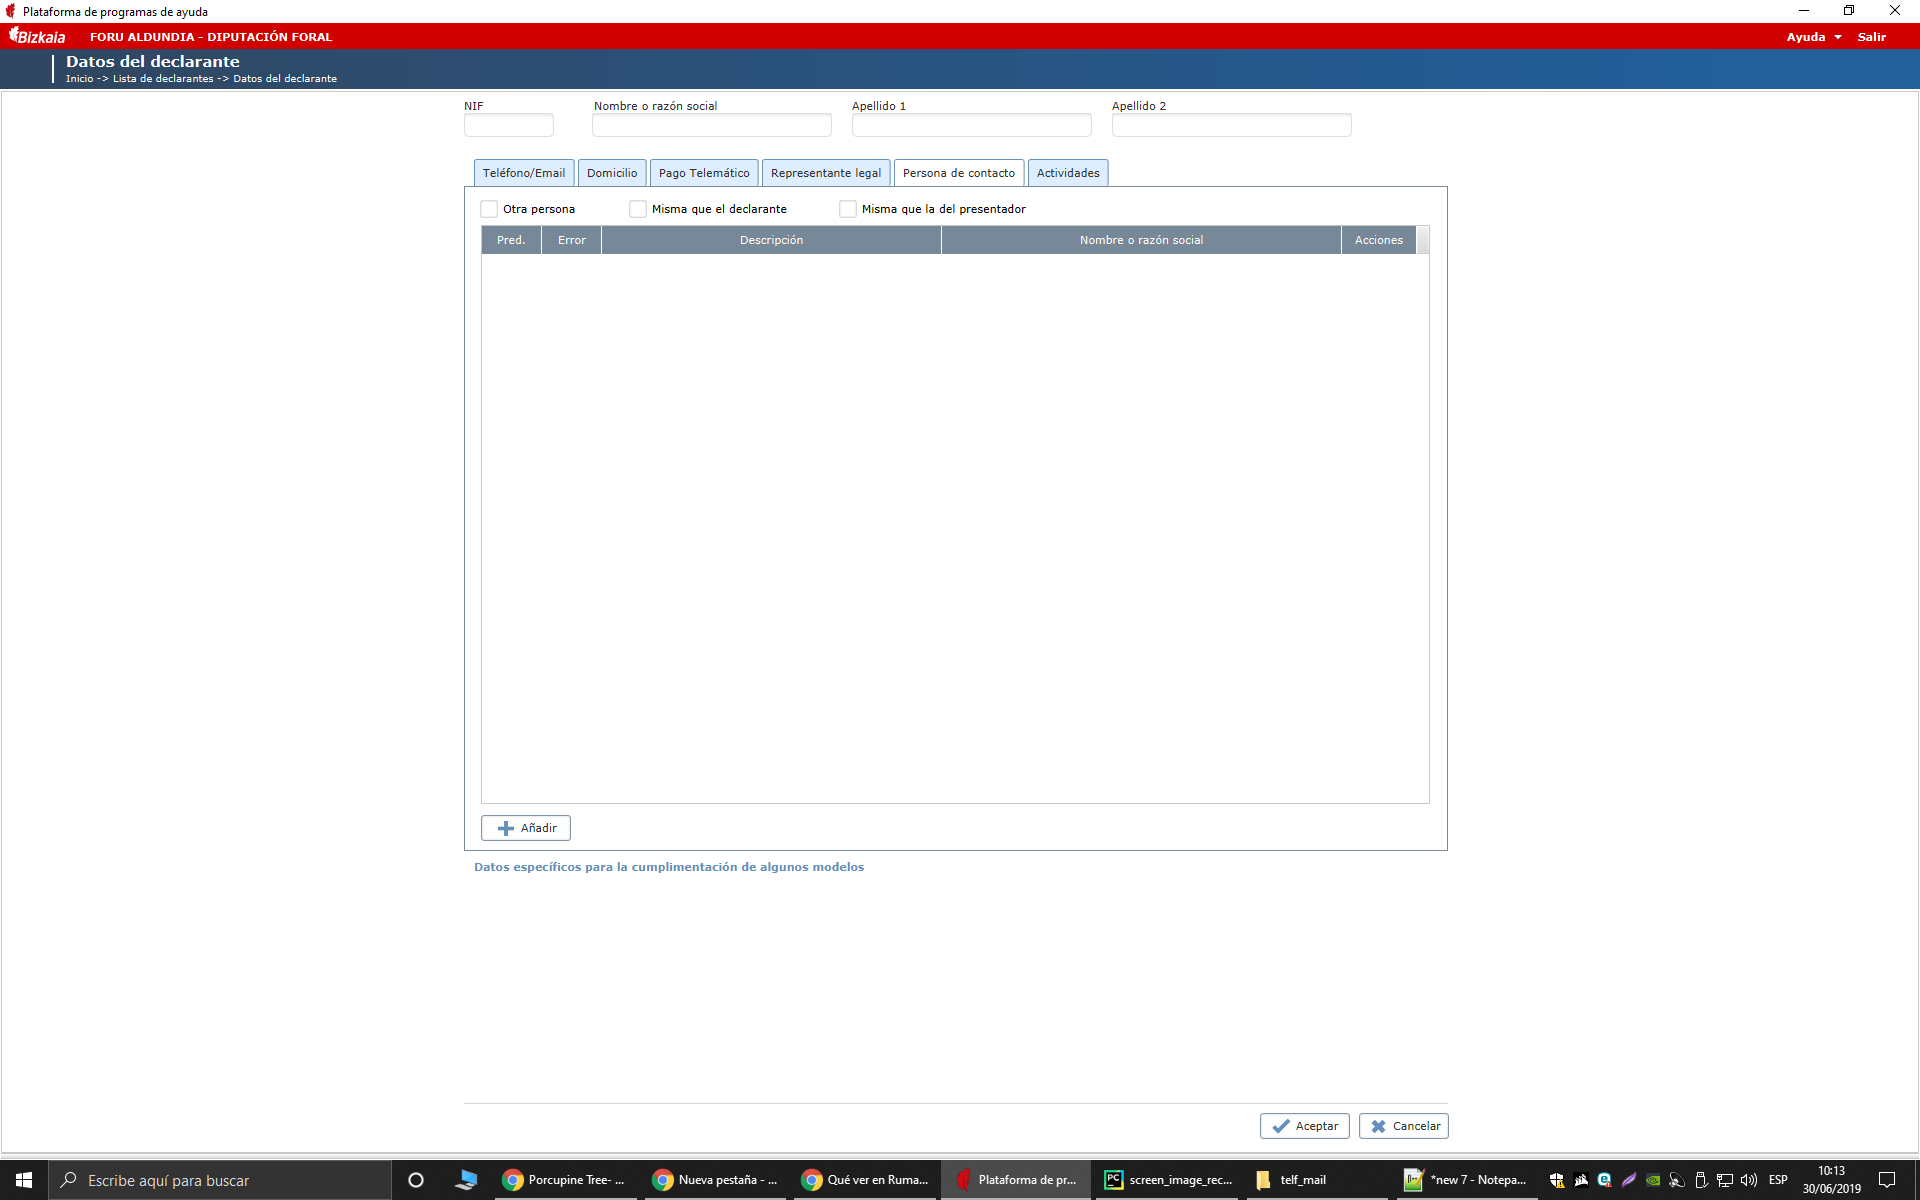 Plataforma de programas de ayuda
Bizkaia FORU ALDUNDIA - DIPUTACIÓN FORAL Ayuda Salir
Datos del declarante
Inicio -> Lista de declarantes -> Datos del declarante
NIF Nombre o razón social Apellido 1 Apellido 2
Teléfono/Email Domicilio Pago Telemático Representante legal Persona de contacto Actividades
Otra persona Misma que el declarante Misma que la del presentador
Pred. Error Descripción Nombre o razón social Acciones
Añadir
Datos específicos para la cumplimentación de algunos modelos
Aceptar Cancelar
Escribe aquí para buscar Porcupine Tree- ... Nueva pestaña - ... Qué ver en Ruma... Plataforma de pr... PC screen_image_rec... telf_mail *new 7 - Notepa... ESP 10:13
30/06/2019